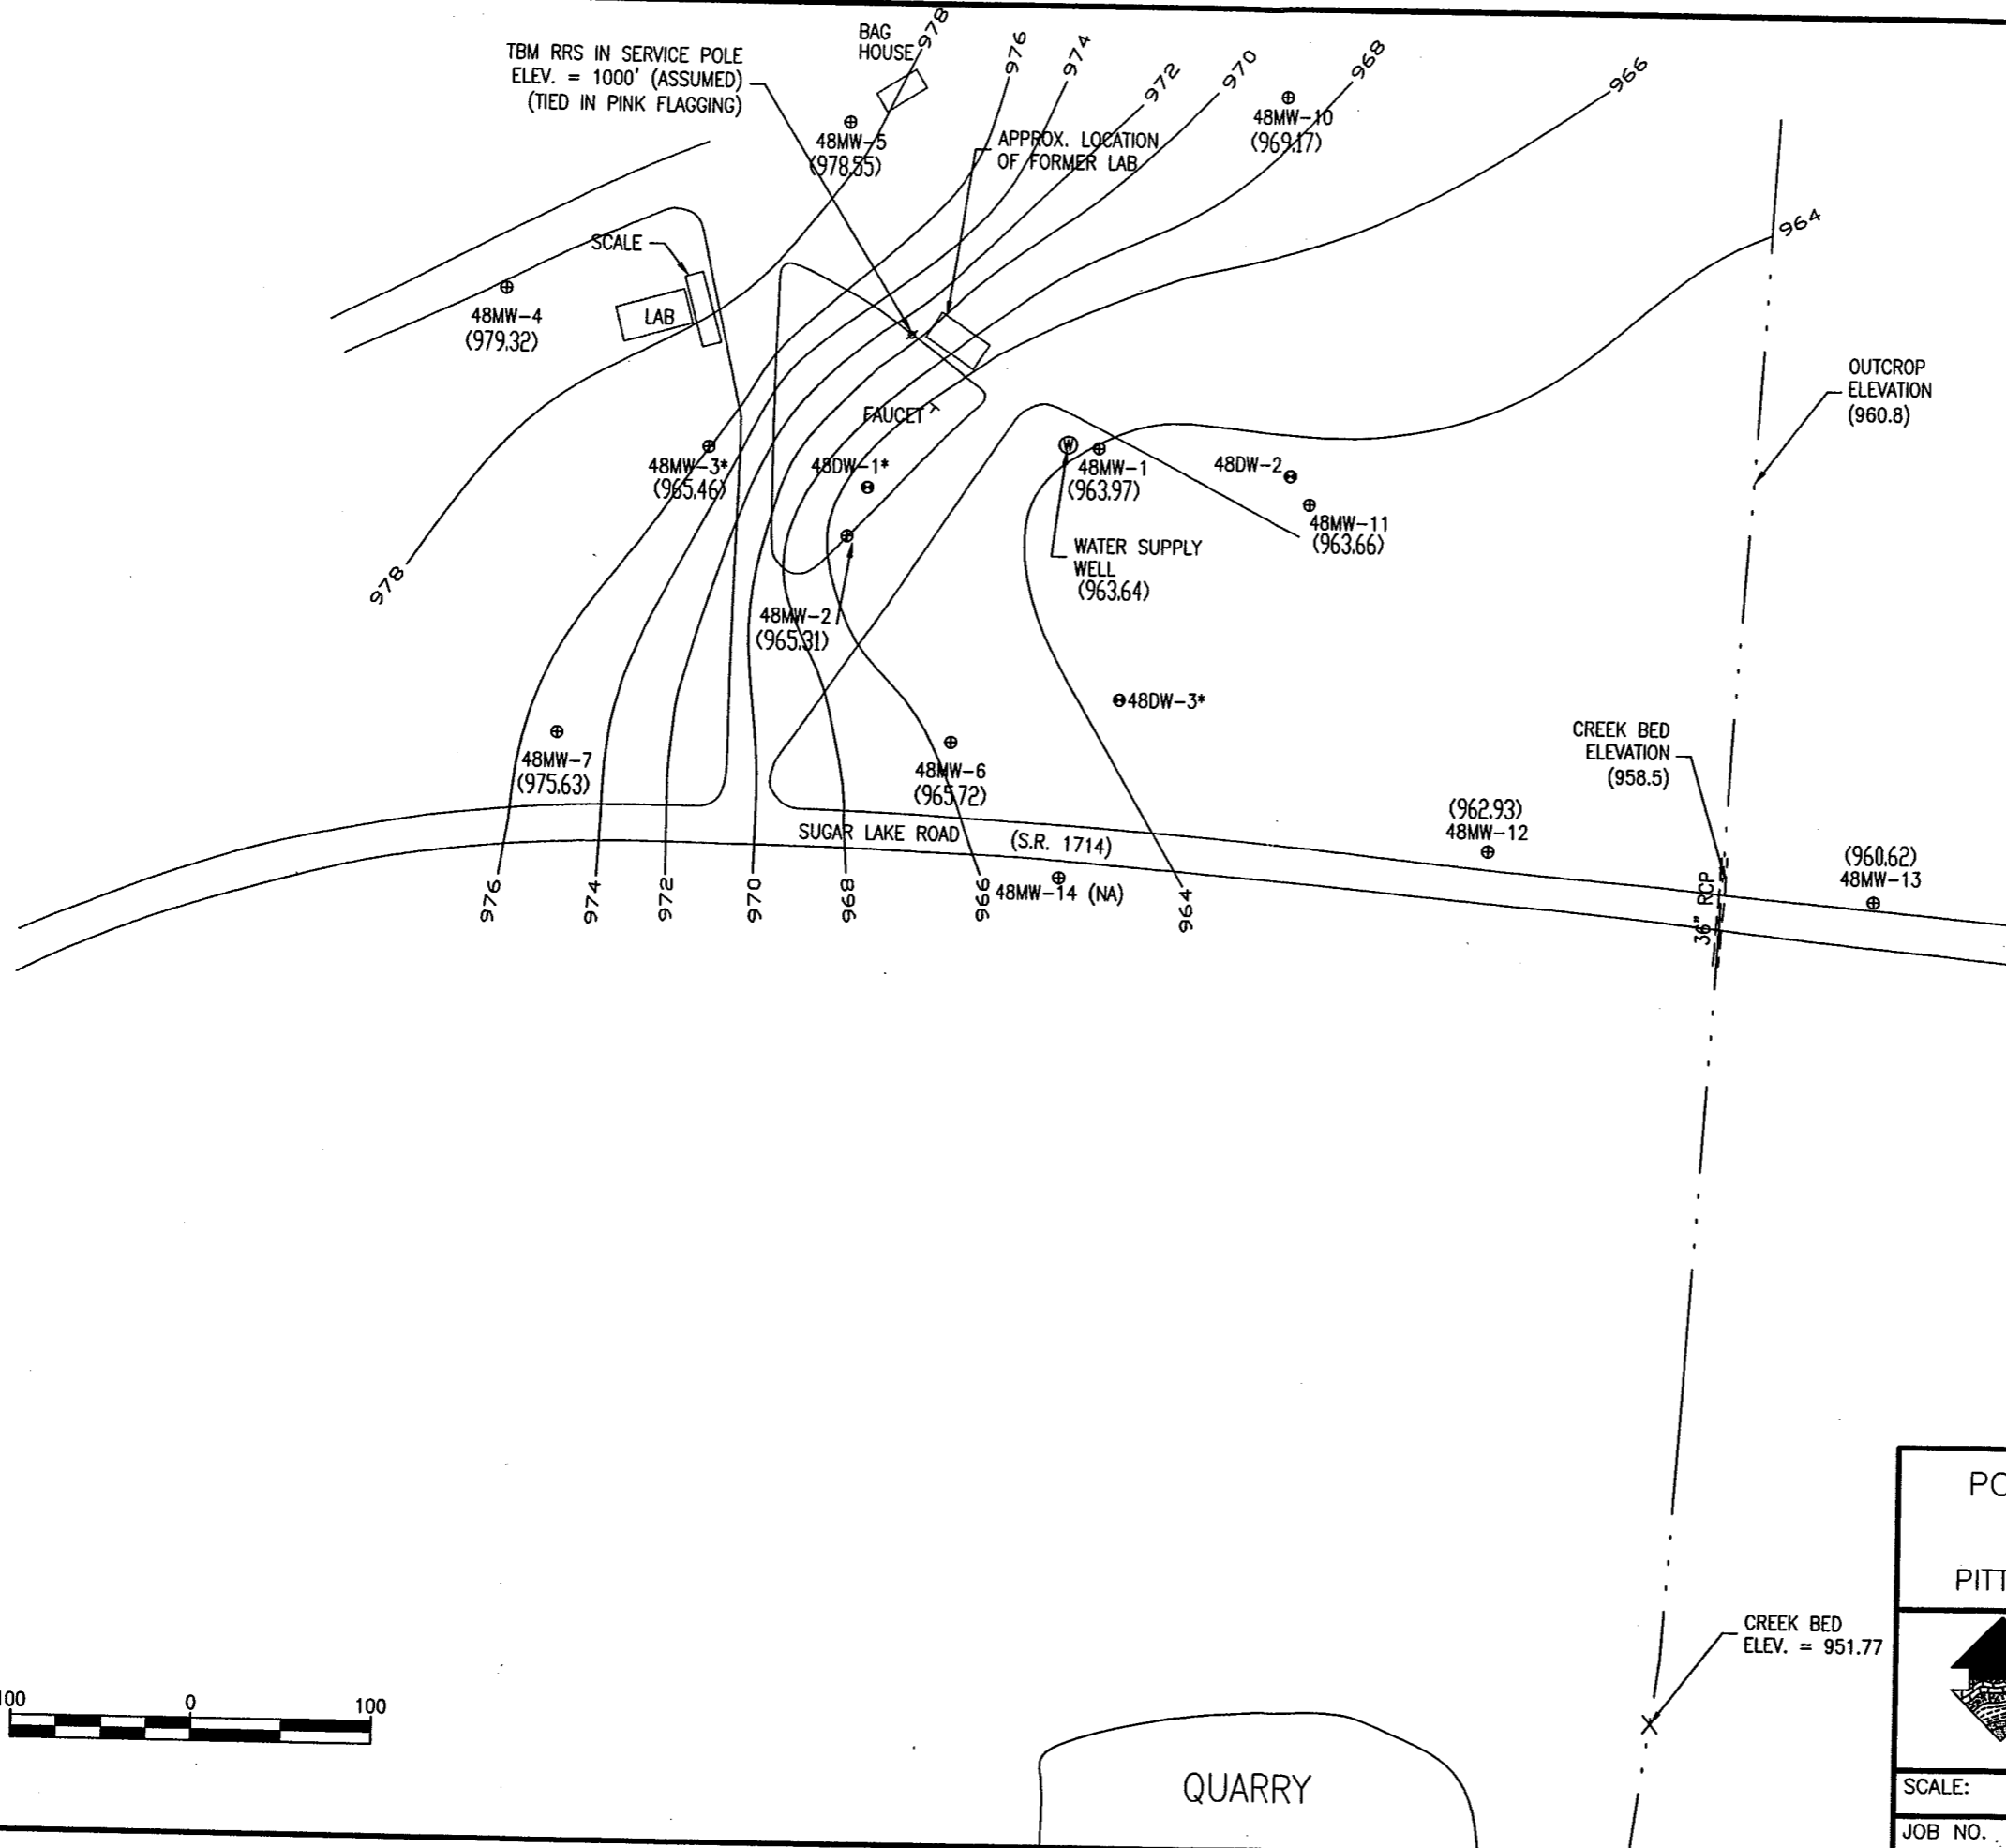 BAG
HOUSE
978
976
974
972
970
968
966
TBM RRS IN SERVICE POLE
ELEV. = 1000' (ASSUMED)
(TIED IN PINK FLAGGING)
48MW-5
(978.55)
48MW-10
(969.17)
APPROX. LOCATION
OF FORMER LAB
964
SCALE
LAB
48MW-4
(979.32)
OUTCROP
ELEVATION
(960.8)
FAUCET
48MW-3*
(965.46)
48DW-1*
W
48MW-1
(963.97)
48DW-2
48MW-11
(963.66)
WATER SUPPLY
WELL
(963.64)
978
48MW-2
(965.31)
48DW-3*
48MW-7
(975.63)
48MW-6
(965.72)
CREEK BED
ELEVATION
(958.5)
(962.93)
48MW-12
SUGAR LAKE ROAD (S.R. 1714)
(960.62)
48MW-13
48MW-14 (NA)
36" RCP
976
974
972
970
968
966
964
CREEK BED
ELEV. = 951.77
100 0 100
QUARRY
PO
PITT
SCALE:
JOB NO.